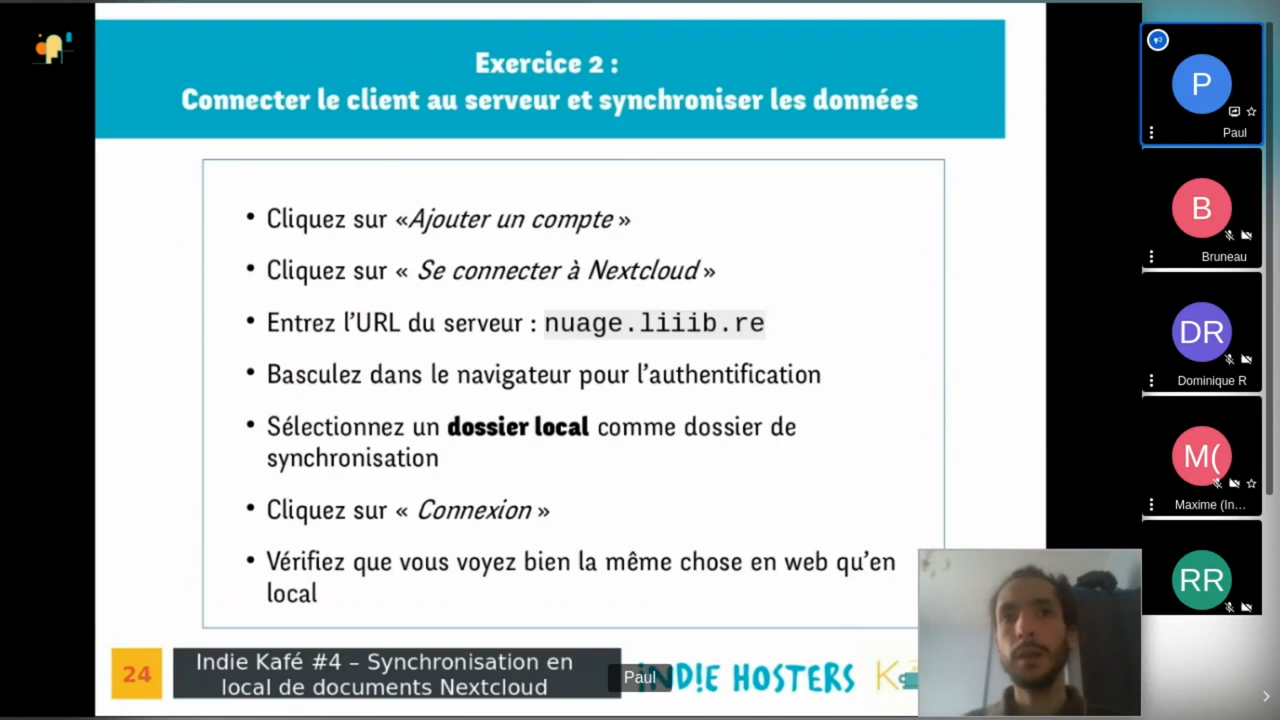 Exercice 2 :
Connecter le client au serveur et synchroniser les données
• Cliquez sur «Ajouter un compte »
• Cliquez sur « Se connecter à Nextcloud »
• Entrez l’URL du serveur : nuage.liiib.re
• Basculez dans le navigateur pour l’authentification
• Sélectionnez un dossier local comme dossier de
synchronisation
• Cliquez sur « Connexion »
• Vérifiez que vous voyez bien la même chose en web qu’en
local
24
Indie Kafé #4 – Synchronisation en
local de documents Nextcloud
Paul
INDIE HOSTERS
P
Paul
B
Bruneau
DR
Dominique R
M(
Maxime (In...
RR